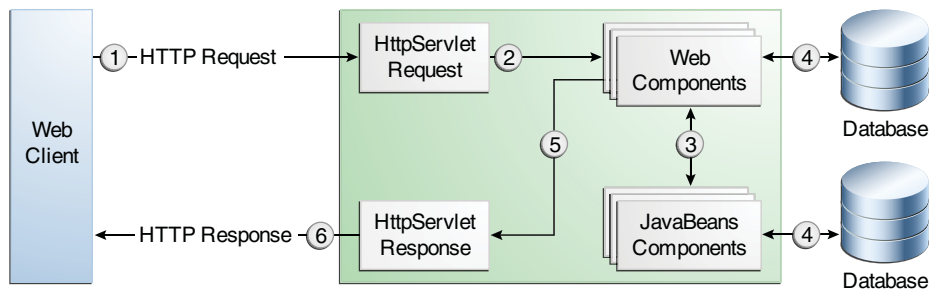 Web
Client
1
HTTP Request
HttpServlet
Request
2
Web
Components
4
Database
5
3
HTTP Response
6
HttpServlet
Response
JavaBeans
Components
4
Database